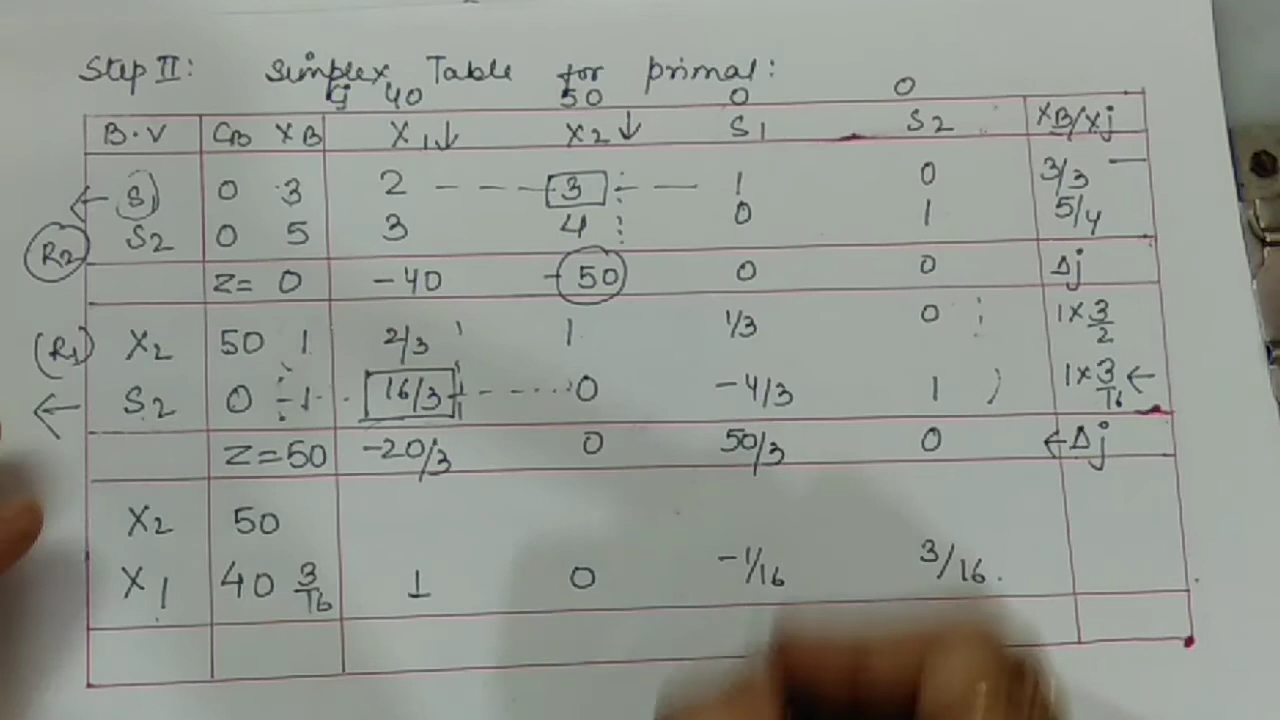 Step II: Simplex Table for primal:
Cj 40 50 0 0
B.V CB XB X1↓ X2↓ S1 S2 XB/Xj
← S1 0 3 2 3 1 0 3/3
R2 S2 0 5 3 4 0 1 5/4
Z= 0 -40 -50 0 0 Δj
(R1) X2 50 1 2/3 1 1/3 0 1×3/2
← S2 0 1 16/3 0 -4/3 1 1×3/16 ←
Z=50 -20/3 0 50/3 0 ←Δj
X2 50
X1 40 3/16 1 0 -1/16 3/16.